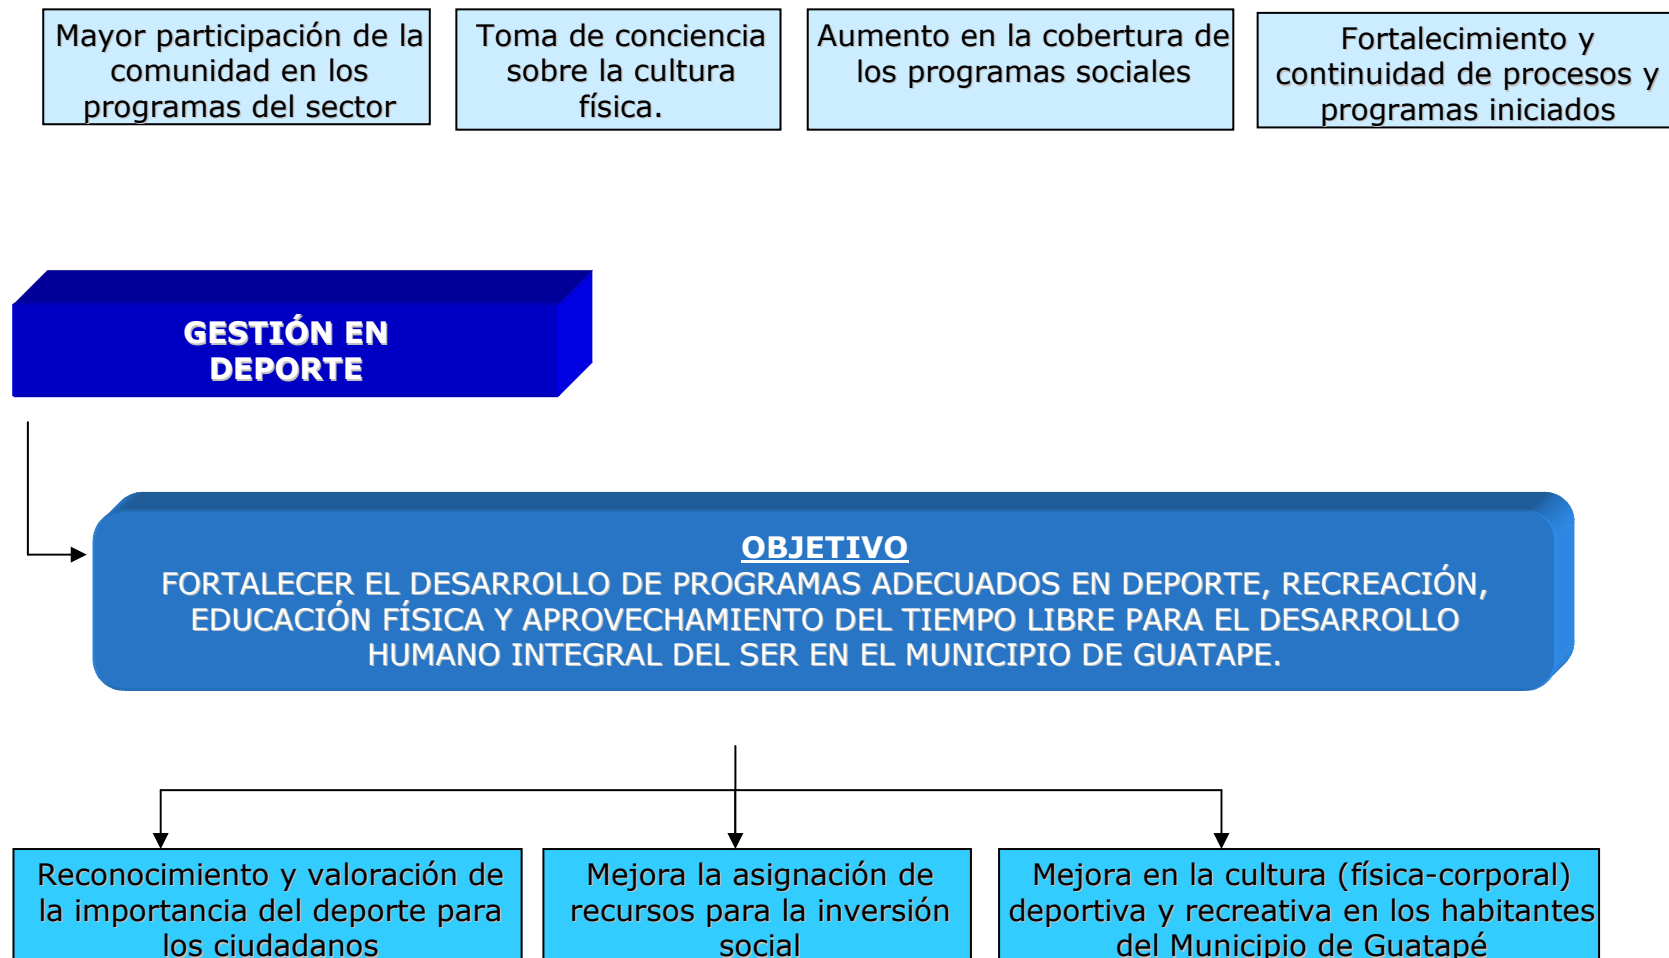 Mayor participación de la
comunidad en los
programas del sector
Toma de conciencia
sobre la cultura
física.
Aumento en la cobertura de
los programas sociales
Fortalecimiento y
continuidad de procesos y
programas iniciados
GESTIÓN EN
DEPORTE
OBJETIVO
FORTALECER EL DESARROLLO DE PROGRAMAS ADECUADOS EN DEPORTE, RECREACIÓN,
EDUCACIÓN FÍSICA Y APROVECHAMIENTO DEL TIEMPO LIBRE PARA EL DESARROLLO
HUMANO INTEGRAL DEL SER EN EL MUNICIPIO DE GUATAPE.
Reconocimiento y valoración de
la importancia del deporte para
los ciudadanos
Mejora la asignación de
recursos para la inversión
social
Mejora en la cultura (física-corporal)
deportiva y recreativa en los habitantes
del Municipio de Guatapé